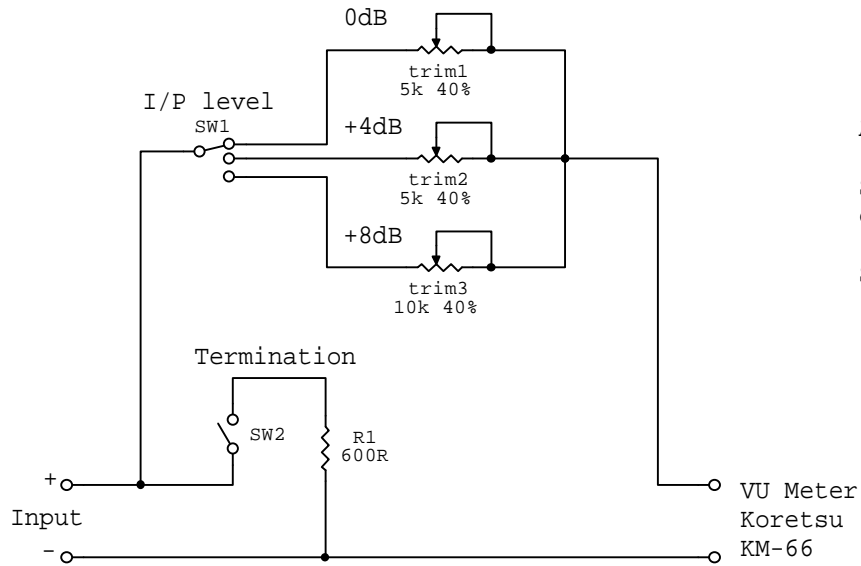 0dB
trim1
5k 40%
I/P level
SW1
+4dB
trim2
5k 40%
+8dB
trim3
10k 40%
Termination
SW2
R1
600R
+
Input
-
VU Meter
Koretsu
KM-66